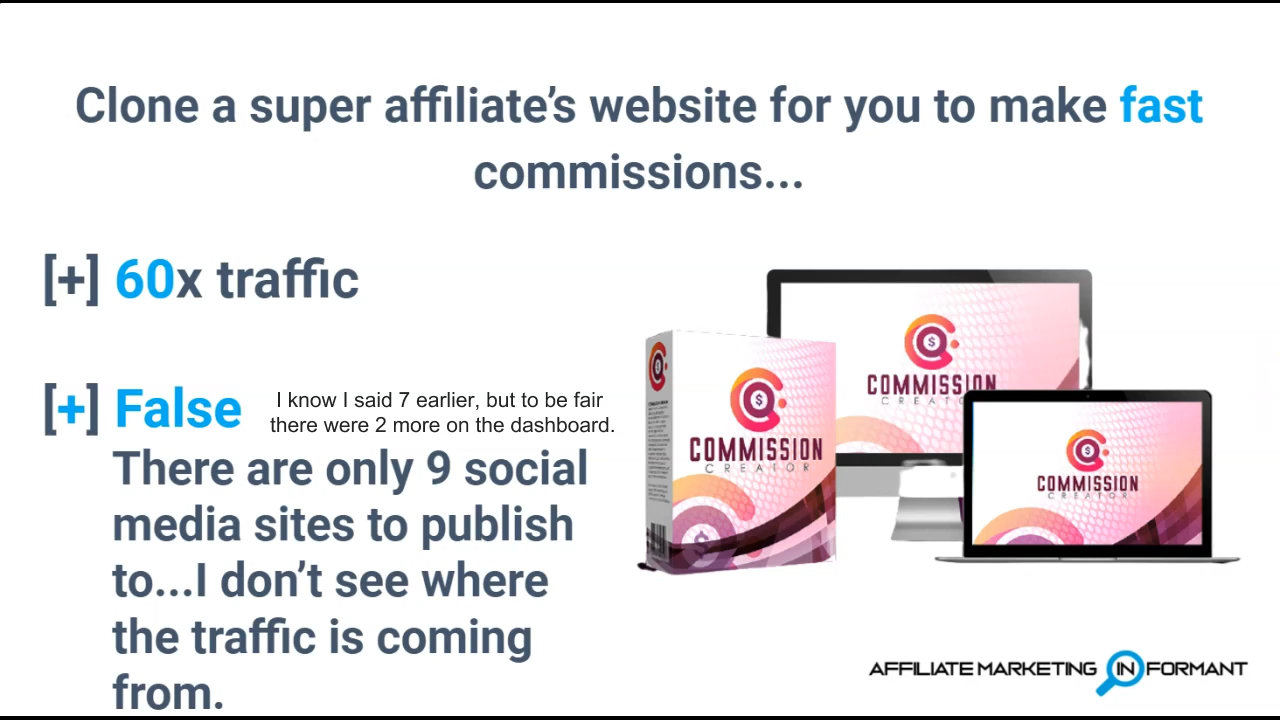 Clone a super affiliate’s website for you to make fast
commissions...
[+] 60x traffic
[+] False
I know I said 7 earlier, but to be fair
there were 2 more on the dashboard.
There are only 9 social
media sites to publish
to...I don’t see where
the traffic is coming
from.
$
COMMISSION
CREATOR
$
COMMISSION
CREATOR
$
COMMISSION
CREATOR
$
AFFILIATE MARKETING INFORMANT